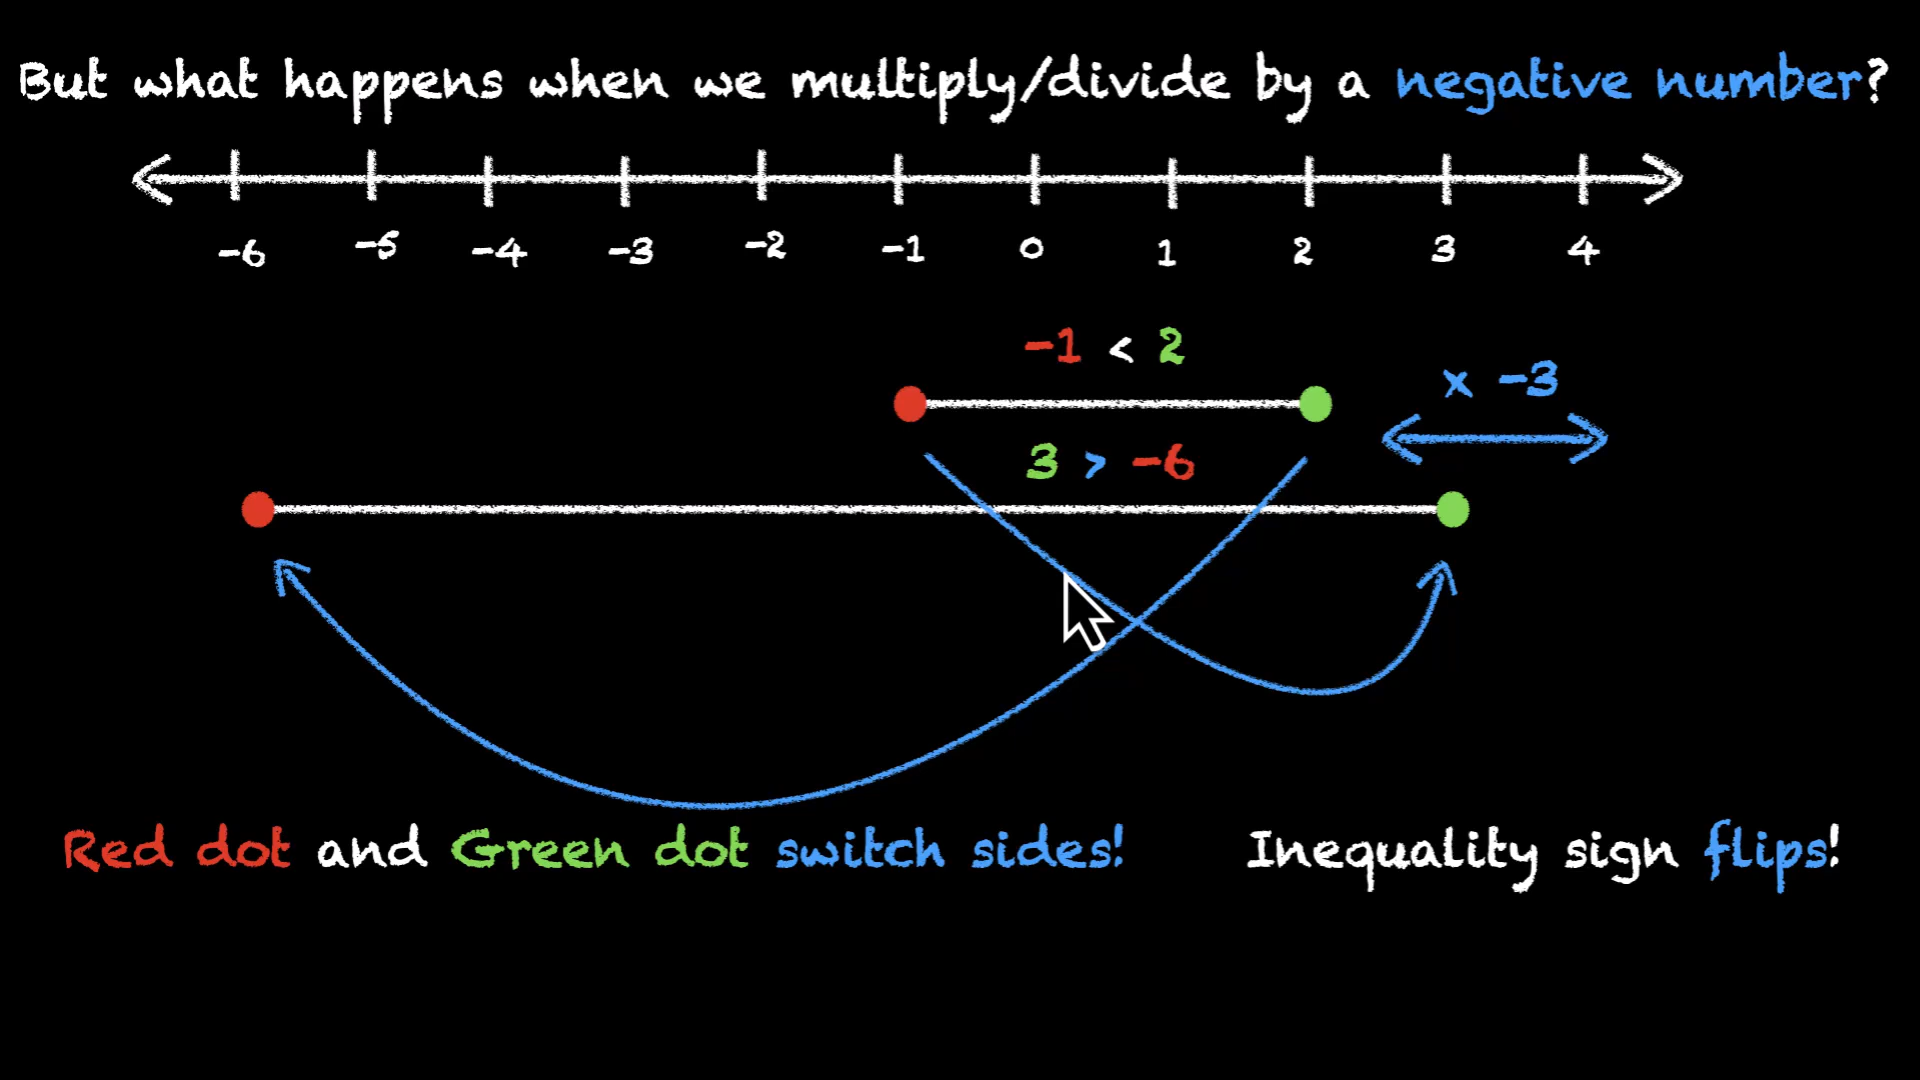 But what happens when we multiply/divide by a negative number?
-6 -5 -4 -3 -2 -1 0 1 2 3 4
-1 < 2
x -3
3 > -6
Red dot and Green dot switch sides!
Inequality sign flips!